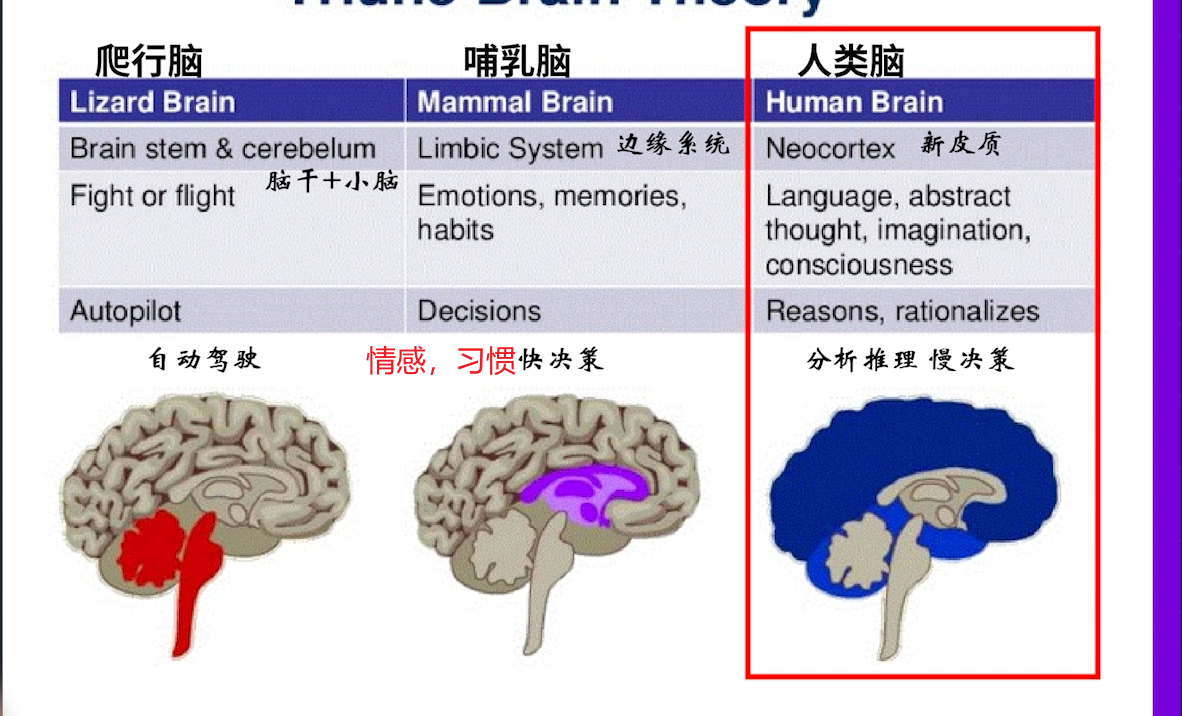 Triune Brain Theory
爬行脑 哺乳脑 人类脑
Lizard Brain Mammal Brain Human Brain
Brain stem & cerebelum Limbic System 边缘系统 Neocortex 新皮质
脑干+小脑
Fight or flight Emotions, memories, Language, abstract
habits thought, imagination,
consciousness
Autopilot Decisions Reasons, rationalizes
自动驾驶 情感，习惯快决策 分析推理 慢决策